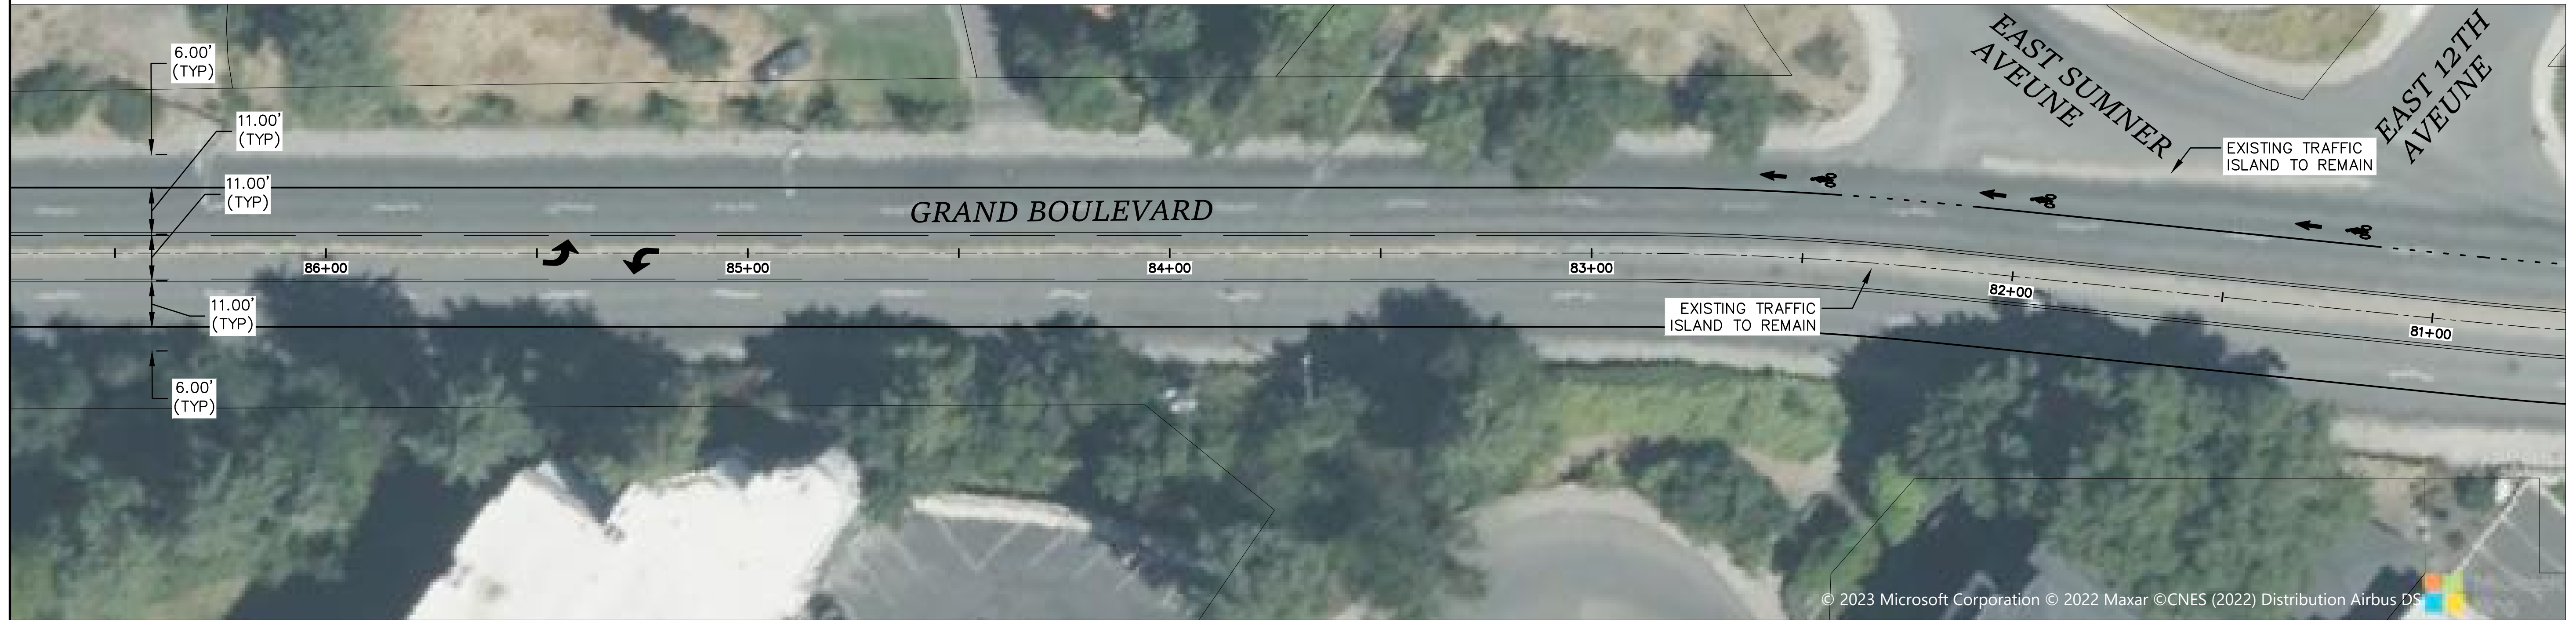 6.00'
(TYP)
11.00'
(TYP)
11.00'
(TYP)
11.00'
(TYP)
6.00'
(TYP)
GRAND BOULEVARD
86+00
85+00
84+00
83+00
82+00
81+00
EXISTING TRAFFIC
ISLAND TO REMAIN
EAST SUMNER
AVEUNE
EAST 12TH
AVEUNE
EXISTING TRAFFIC
ISLAND TO REMAIN
© 2023 Microsoft Corporation © 2022 Maxar ©CNES (2022) Distribution Airbus DS